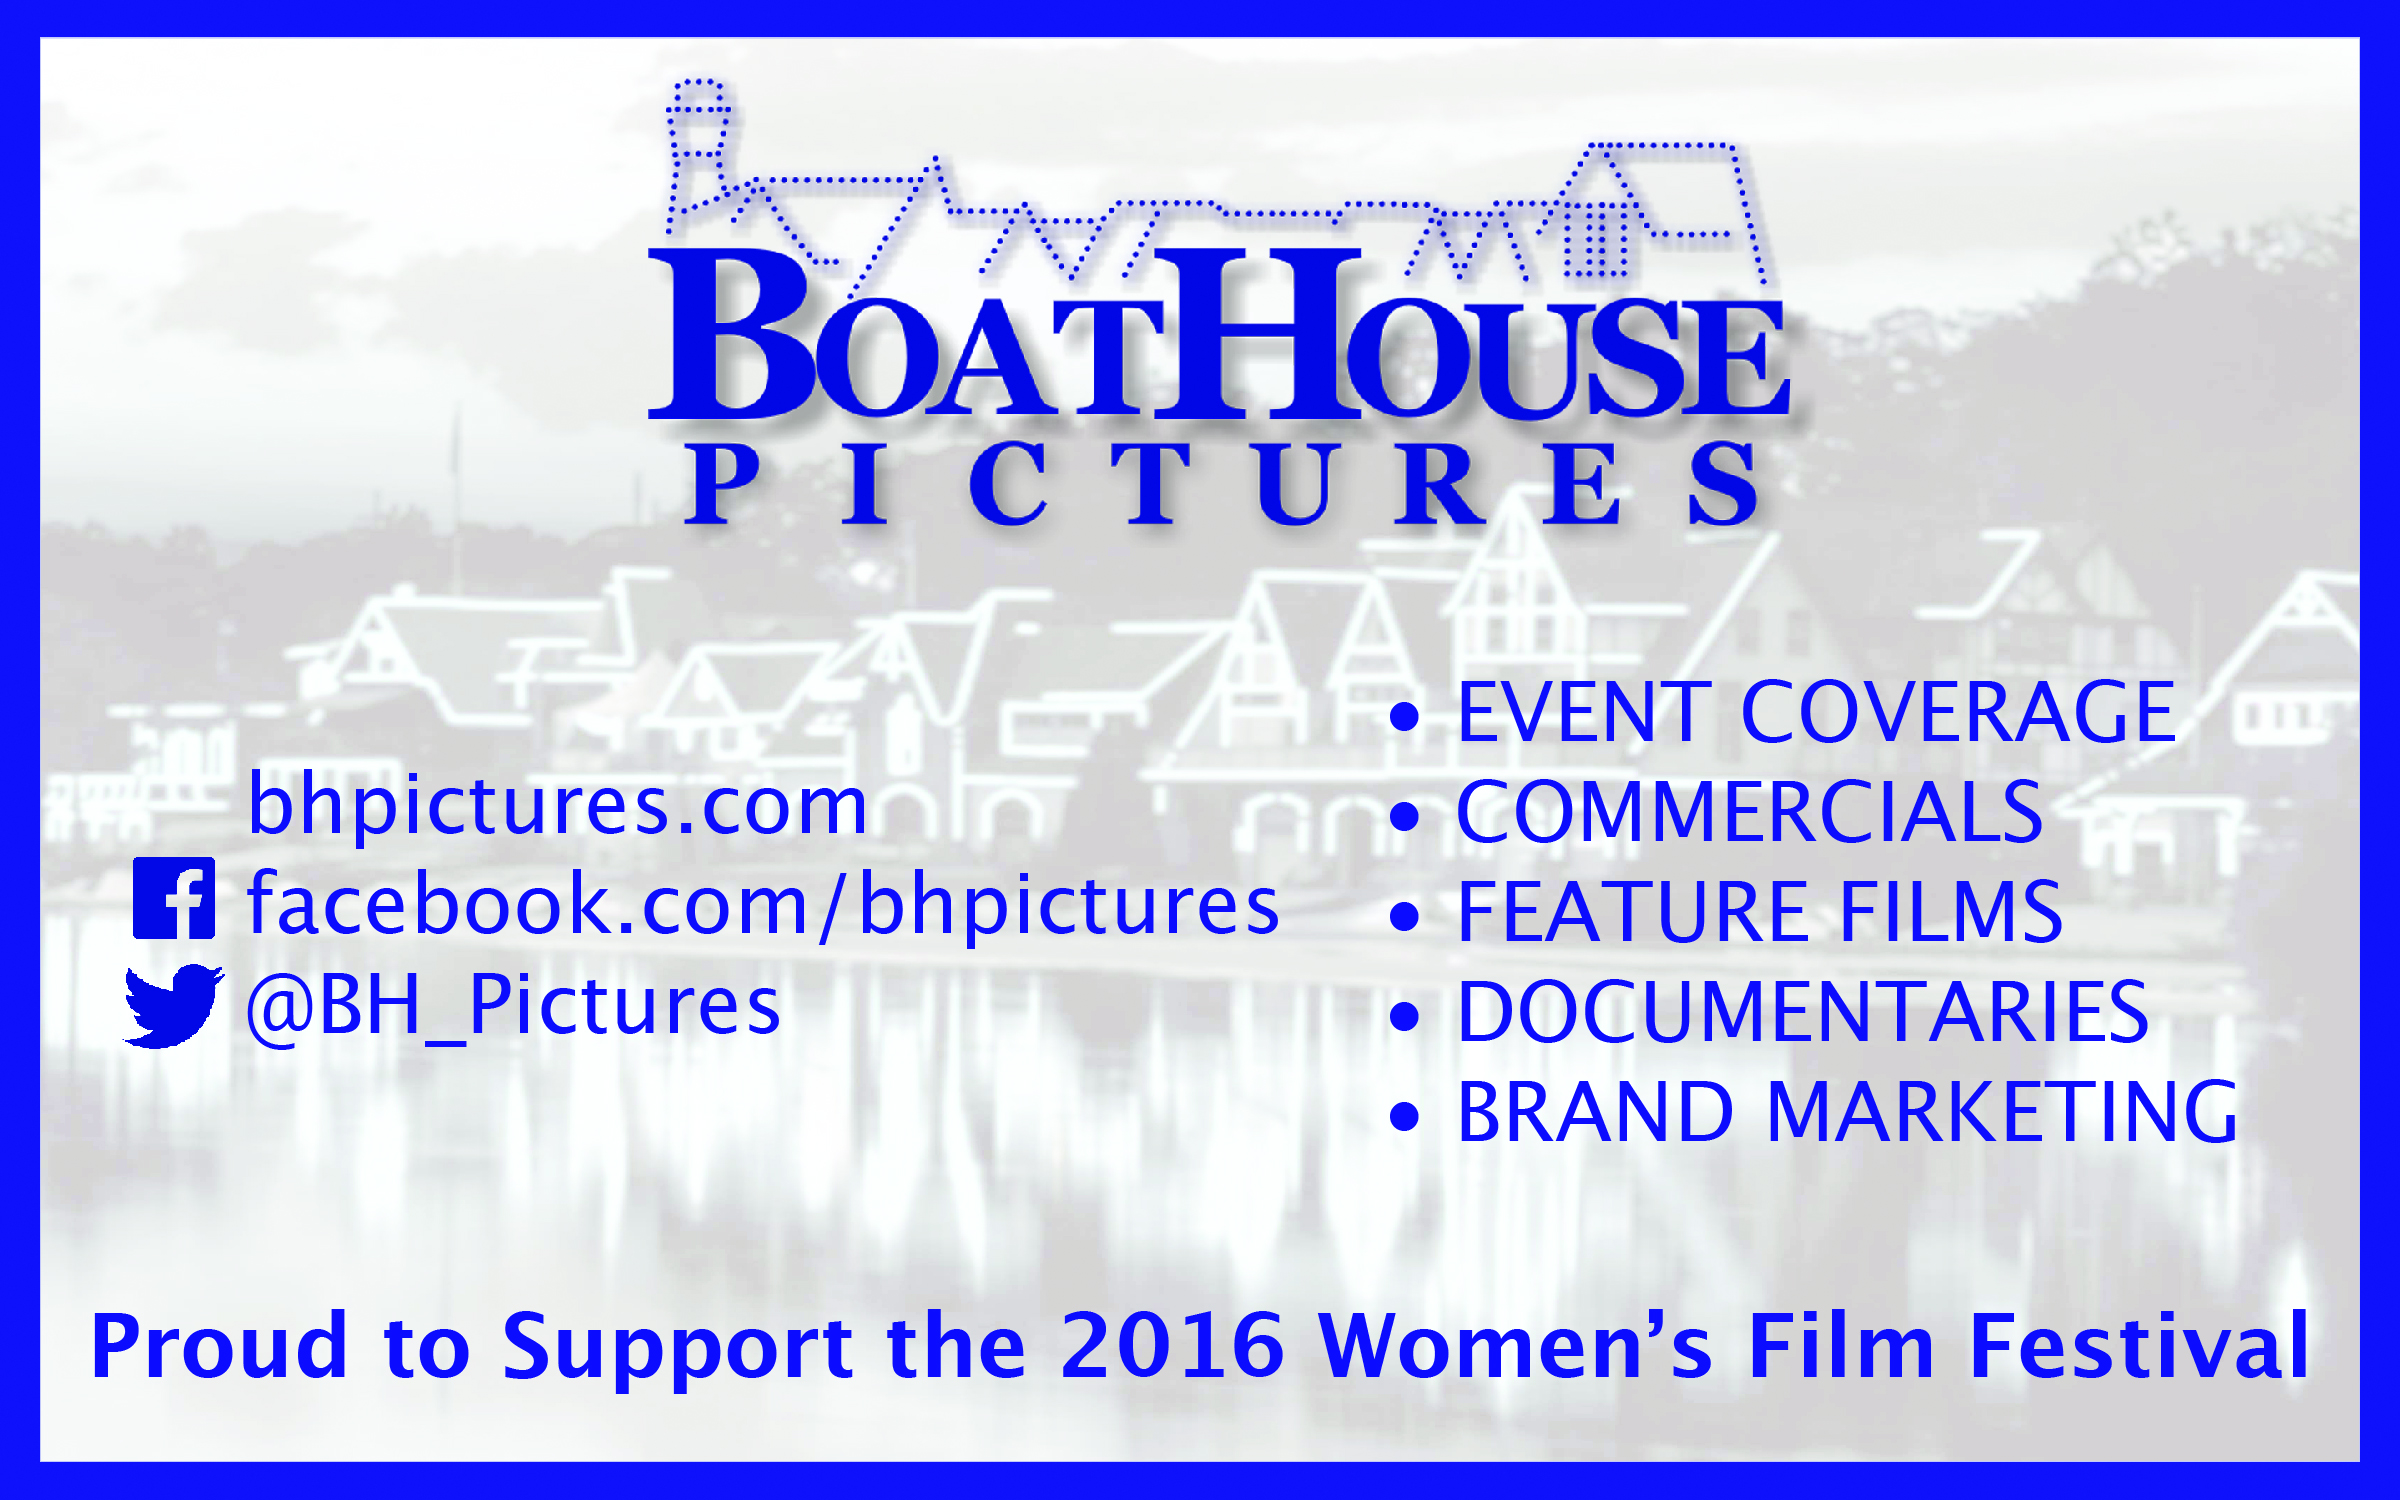 BOATHOUSE
PICTURES
bhpictures.com
facebook.com/bhpictures
@BH_Pictures
• EVENT COVERAGE
• COMMERCIALS
• FEATURE FILMS
• DOCUMENTARIES
• BRAND MARKETING
Proud to Support the 2016 Women’s Film Festival